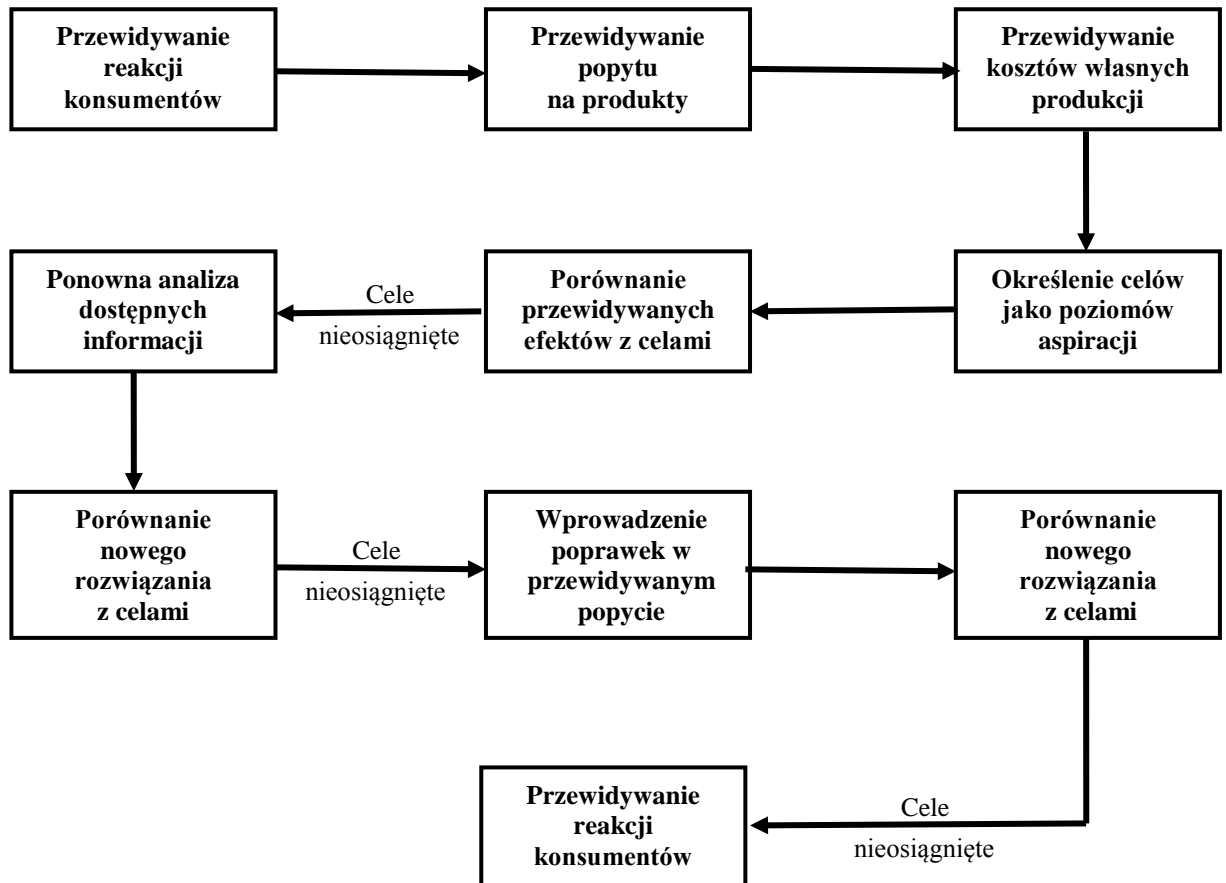 Przewidywanie
reakcji
konsumentów
Przewidywanie
popytu
na produkty
Przewidywanie
kosztów własnych
produkcji
Ponowna analiza
dostępnych
informacji
Cele
nieosiągnięte
Porównanie
przewidywanych
efektów z celami
Określenie celów
jako poziomów
aspiracji
Porównanie
nowego
rozwiązania
z celami
Cele
nieosiągnięte
Wprowadzenie
poprawek w
przewidywanym
popycie
Porównanie
nowego
rozwiązania
z celami
Przewidywanie
reakcji
konsumentów
Cele
nieosiągnięte